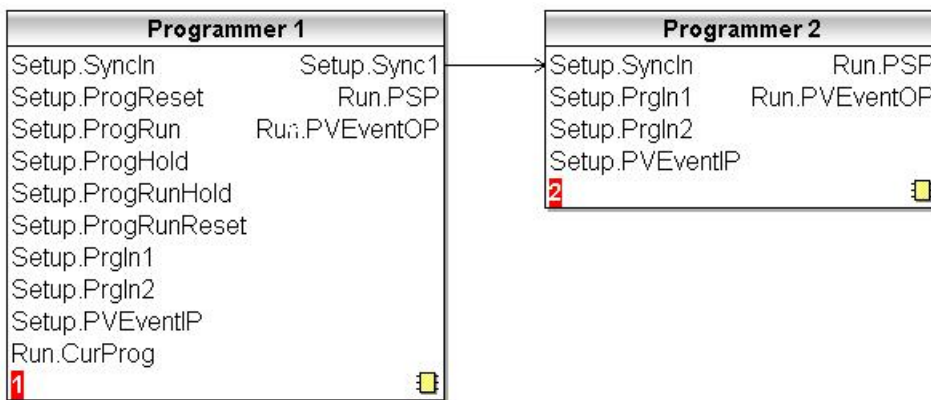 Programmer 1
Setup.SyncIn Setup.Sync1
Setup.ProgReset Run.PSP
Setup.ProgRun Run.PVEventOP
Setup.ProgHold
Setup.ProgRunHold
Setup.ProgRunReset
Setup.PrgIn1
Setup.PrgIn2
Setup.PVEventIP
Run.CurProg
1
Programmer 2
Setup.SyncIn Run.PSP
Setup.PrgIn1 Run.PVEventOP
Setup.PrgIn2
Setup.PVEventIP
2